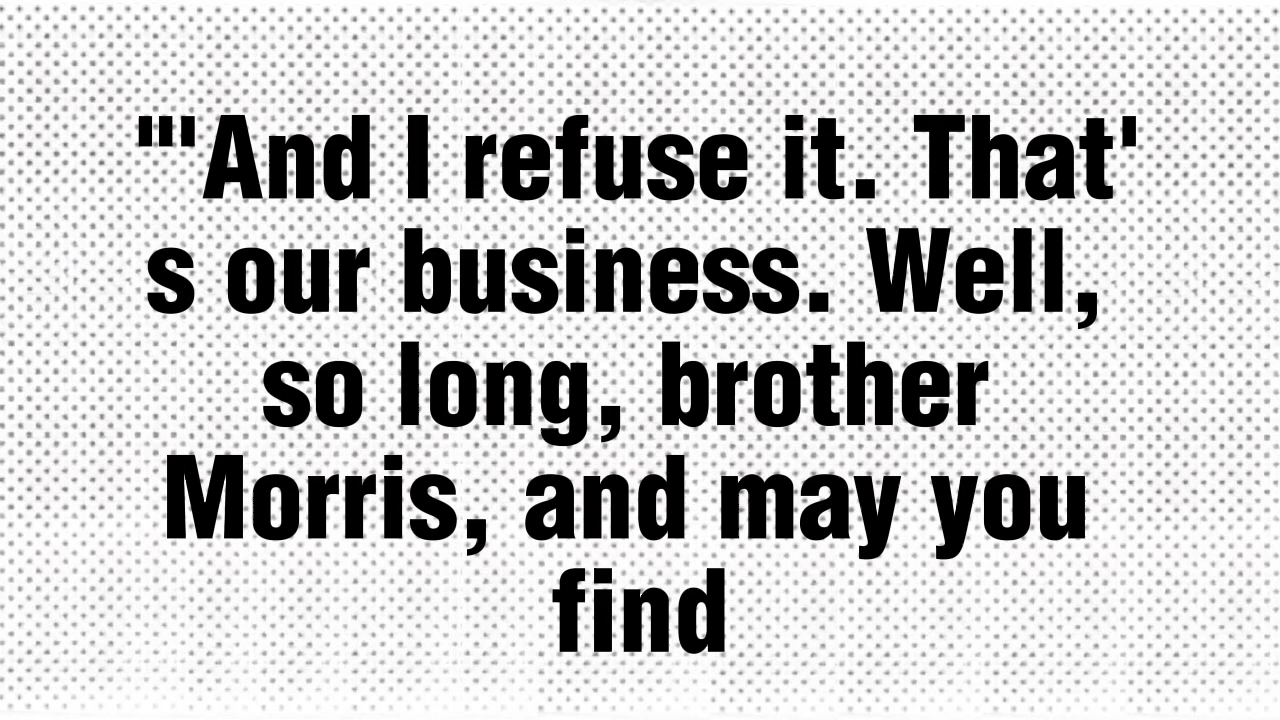 "'And I refuse it. That'
s our business. Well,
so long, brother
Morris, and may you
find